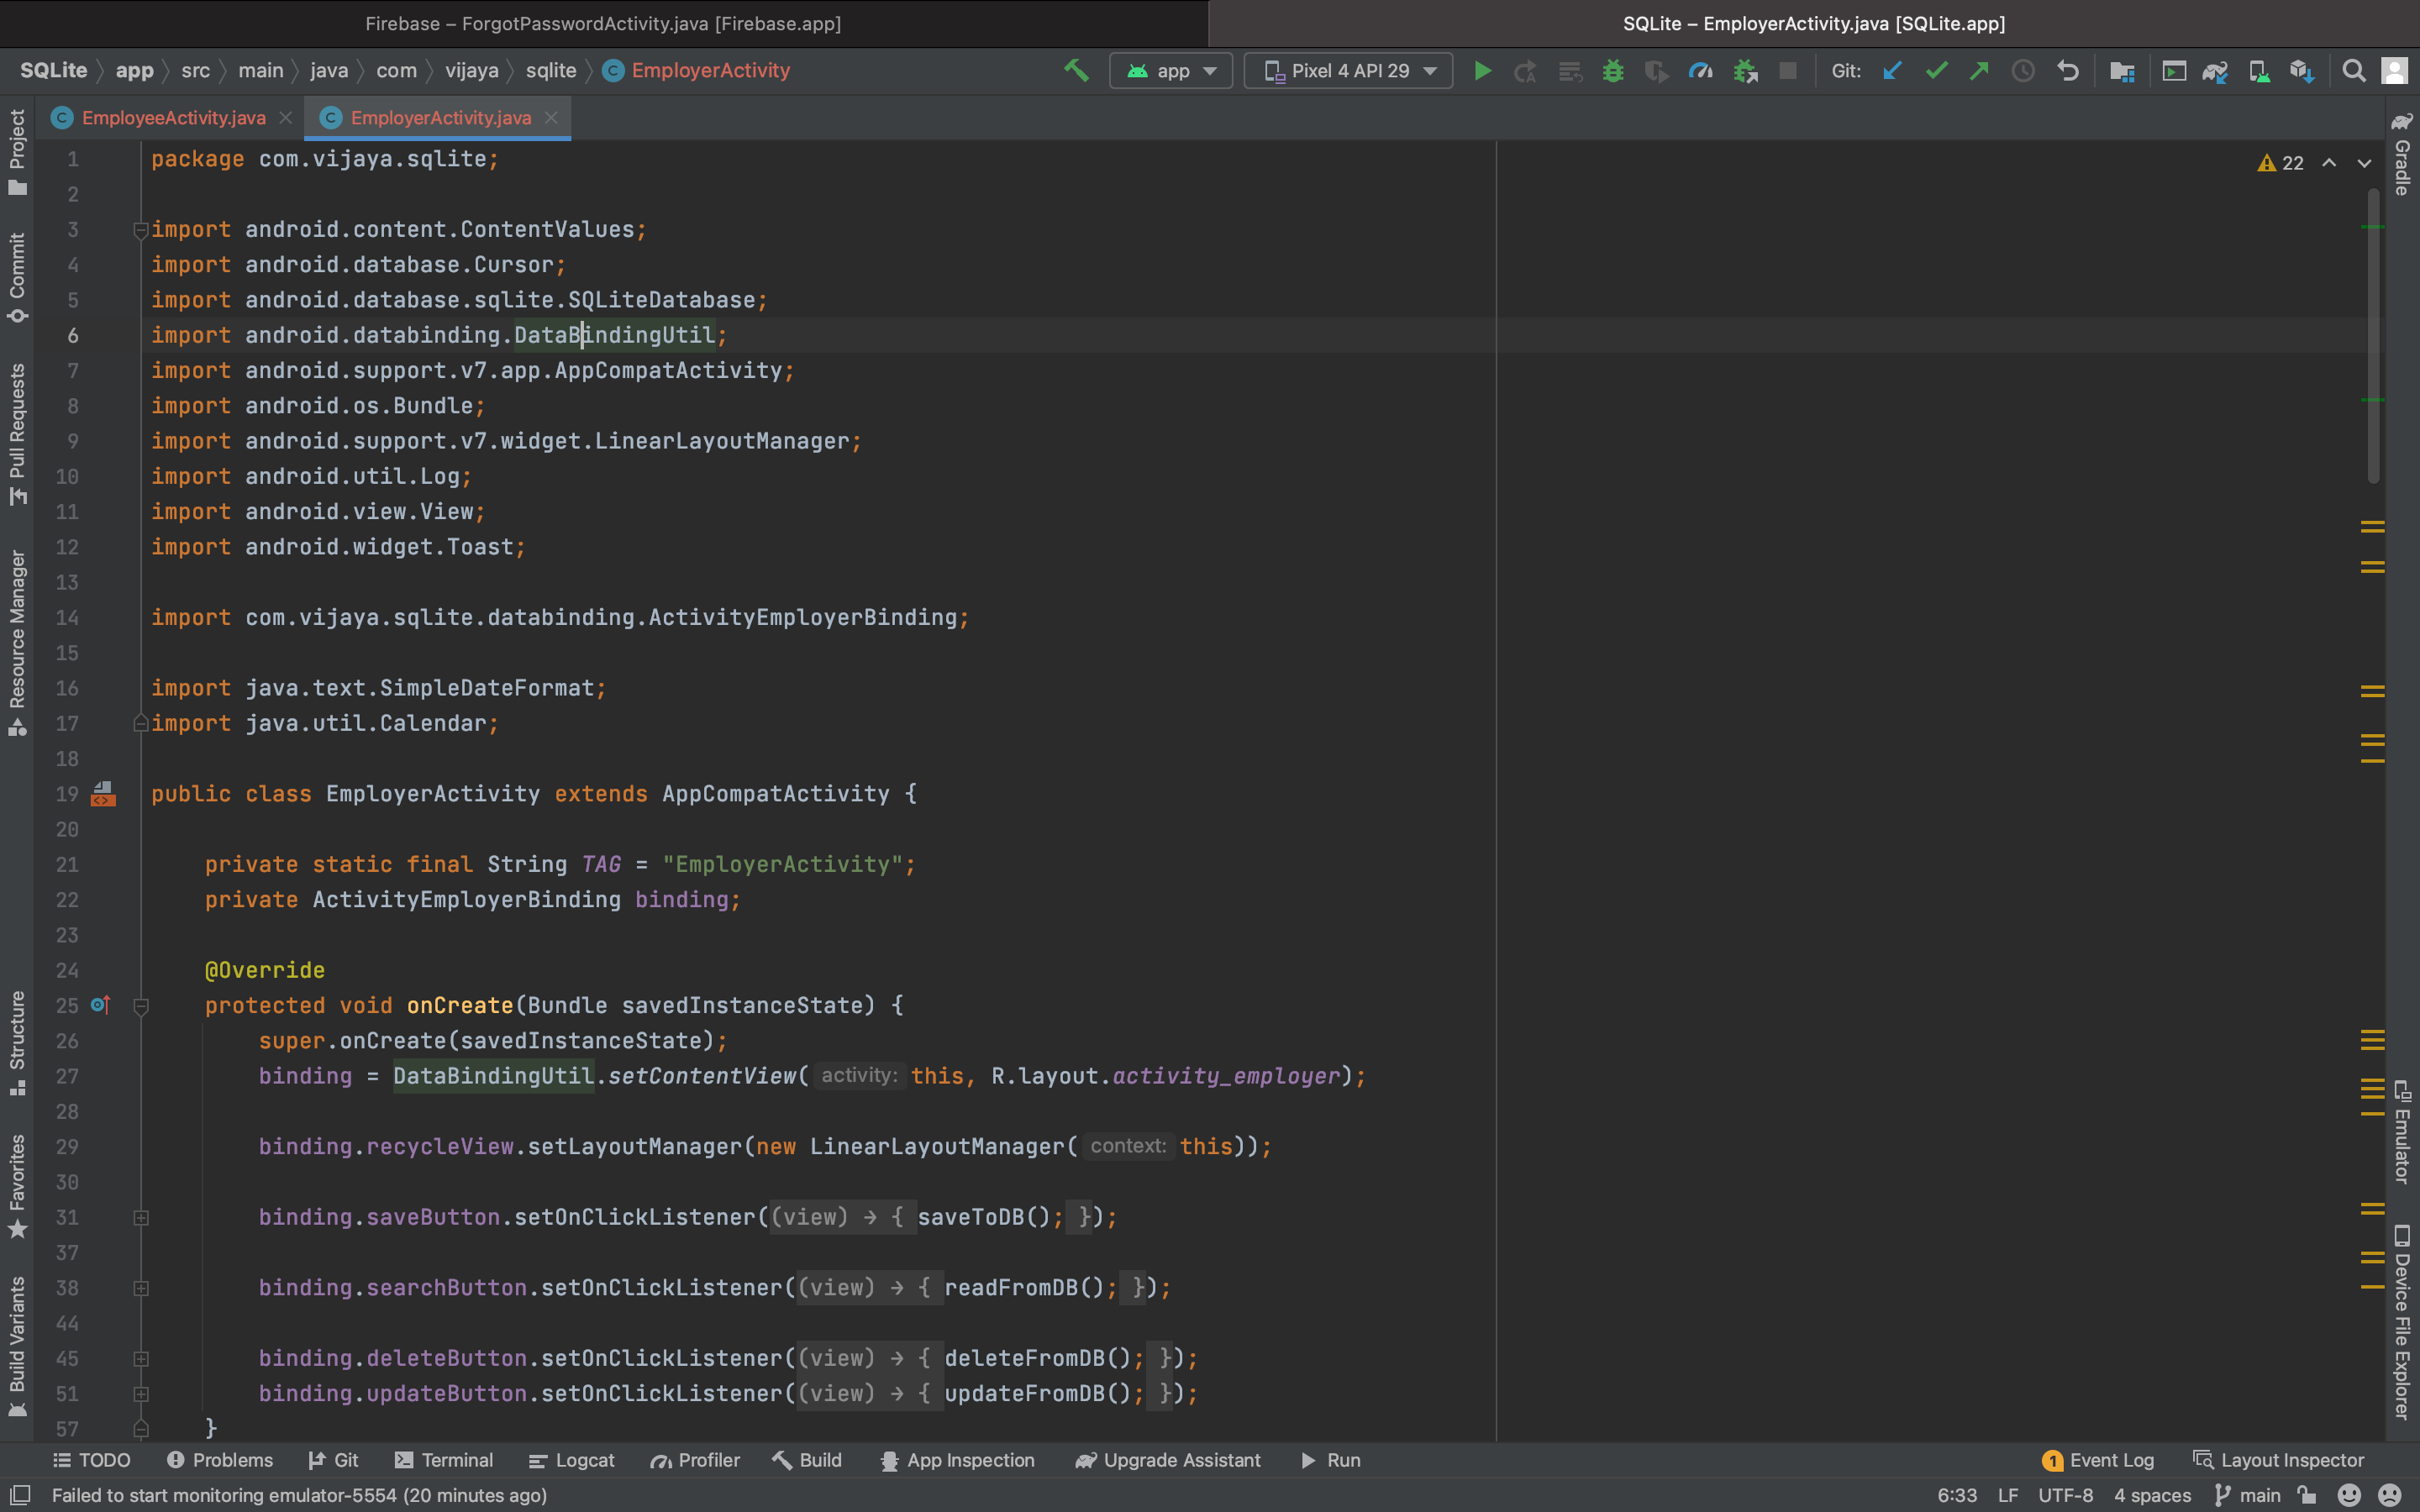 Firebase – ForgotPasswordActivity.java [Firebase.app]
SQLite – EmployerActivity.java [SQLite.app]
SQLite app src main java com vijaya sqlite EmployerActivity
app
Pixel 4 API 29
Git:
EmployeeActivity.java
EmployerActivity.java
22
1 package com.vijaya.sqlite;
2
3 import android.content.ContentValues;
4 import android.database.Cursor;
5 import android.database.sqlite.SQLiteDatabase;
6 import android.databinding.DataBindingUtil;
7 import android.support.v7.app.AppCompatActivity;
8 import android.os.Bundle;
9 import android.support.v7.widget.LinearLayoutManager;
10 import android.util.Log;
11 import android.view.View;
12 import android.widget.Toast;
13
14 import com.vijaya.sqlite.databinding.ActivityEmployerBinding;
15
16 import java.text.SimpleDateFormat;
17 import java.util.Calendar;
18
19 public class EmployerActivity extends AppCompatActivity {
20
21 private static final String TAG = "EmployerActivity";
22 private ActivityEmployerBinding binding;
23
24 @Override
25 protected void onCreate(Bundle savedInstanceState) {
26 super.onCreate(savedInstanceState);
27 binding = DataBindingUtil.setContentView( activity: this, R.layout.activity_employer);
28
29 binding.recycleView.setLayoutManager(new LinearLayoutManager( context: this));
30
31 binding.saveButton.setOnClickListener((view) → { saveToDB(); });
37
38 binding.searchButton.setOnClickListener((view) → { readFromDB(); });
44
45 binding.deleteButton.setOnClickListener((view) → { deleteFromDB(); });
51 binding.updateButton.setOnClickListener((view) → { updateFromDB(); });
57 }
Project
Commit
Pull Requests
Resource Manager
Structure
Favorites
Build Variants
Gradle
Emulator
Device File Explorer
TODO
Problems
Git
Terminal
Logcat
Profiler
Build
App Inspection
Upgrade Assistant
Run
1 Event Log
Layout Inspector
Failed to start monitoring emulator-5554 (20 minutes ago)
6:33 LF UTF-8 4 spaces main